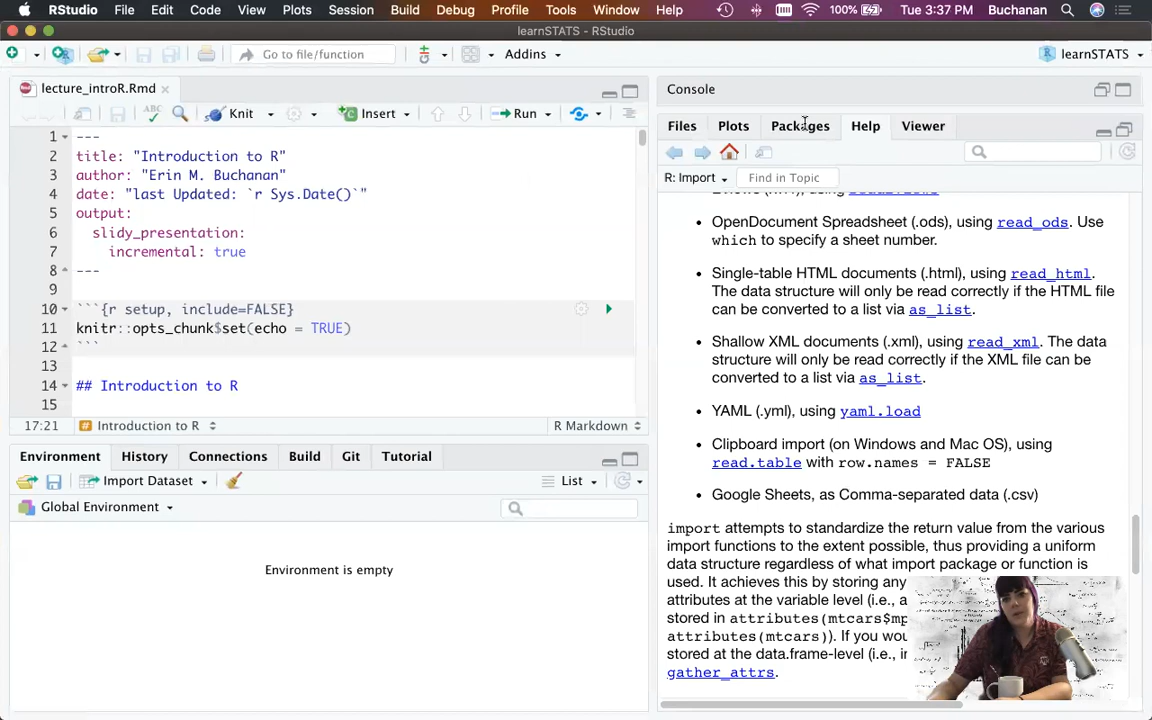 RStudio File Edit Code View Plots Session Build Debug Profile Tools Window Help 100% Tue 3:37 PM Buchanan
learnSTATS - RStudio
Go to file/function Addins learnSTATS
lecture_introR.Rmd
ABC Knit Insert Run
1 ---
2 title: "Introduction to R"
3 author: "Erin M. Buchanan"
4 date: "last Updated: `r Sys.Date()`"
5 output:
6 slidy_presentation:
7 incremental: true
8 ---
9
10 ```{r setup, include=FALSE}
11 knitr::opts_chunk$set(echo = TRUE)
12 ```
13
14 ## Introduction to R
15
17:21 # Introduction to R R Markdown
Environment History Connections Build Git Tutorial
Import Dataset List
Global Environment
Environment is empty
Console
Files Plots Packages Help Viewer
R: Import Find in Topic
OpenDocument Spreadsheet (.ods), using read_ods. Use
which to specify a sheet number.
Single-table HTML documents (.html), using read_html.
The data structure will only be read correctly if the HTML file
can be converted to a list via as_list.
Shallow XML documents (.xml), using read_xml. The data
structure will only be read correctly if the XML file can be
converted to a list via as_list.
YAML (.yml), using yaml.load
Clipboard import (on Windows and Mac OS), using
read.table with row.names = FALSE
Google Sheets, as Comma-separated data (.csv)
import attempts to standardize the return value from the various
import functions to the extent possible, thus providing a uniform
data structure regardless of what import package or function is
used. It achieves this by storing any
attributes at the variable level (i.e., a
stored in attributes(mtcars$mp
attributes(mtcars)). If you wou
stored at the data.frame-level (i.e., i
gather_attrs.